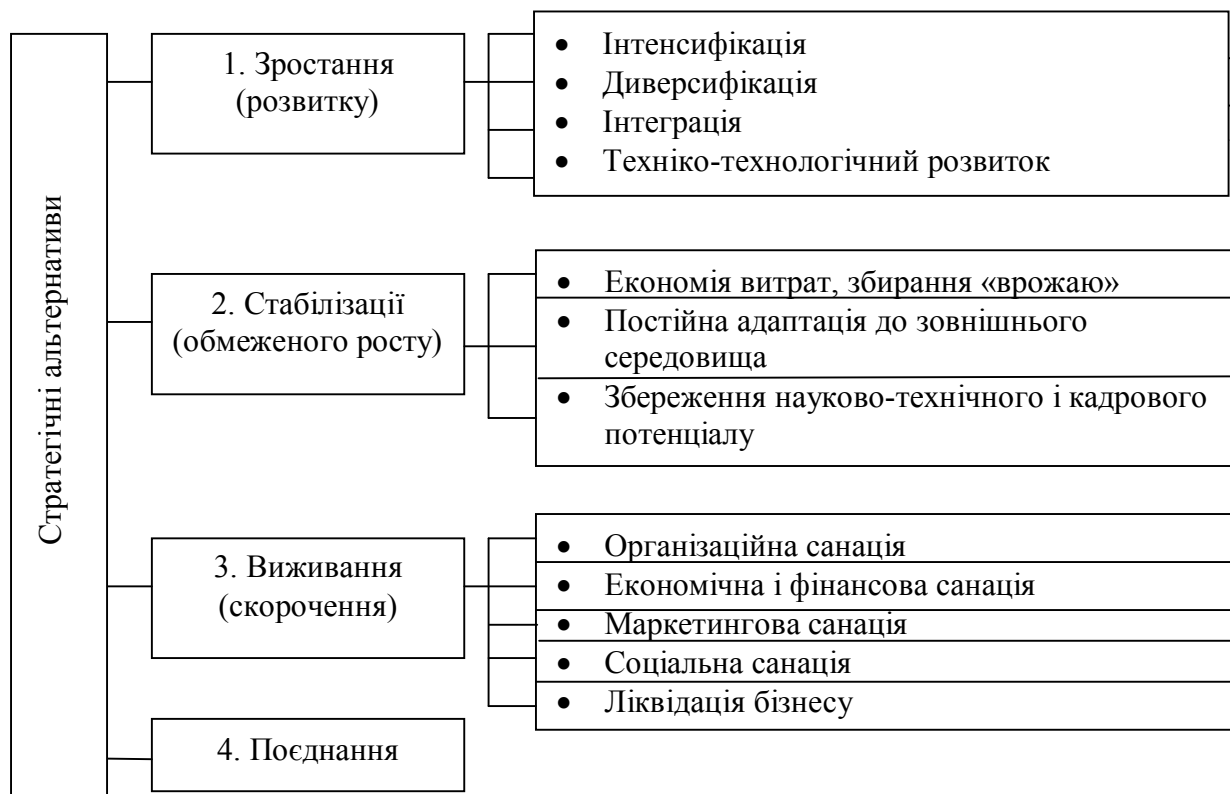 Стратегічні альтернативи
1. Зростання
(розвитку)
• Інтенсифікація
• Диверсифікація
• Інтеграція
• Техніко-технологічний розвиток
2. Стабілізації
(обмеженого росту)
• Економія витрат, збирання «врожаю»
• Постійна адаптація до зовнішнього
середовища
• Збереження науково-технічного і кадрового
потенціалу
3. Виживання
(скорочення)
• Організаційна санація
• Економічна і фінансова санація
• Маркетингова санація
• Соціальна санація
• Ліквідація бізнесу
4. Поєднання